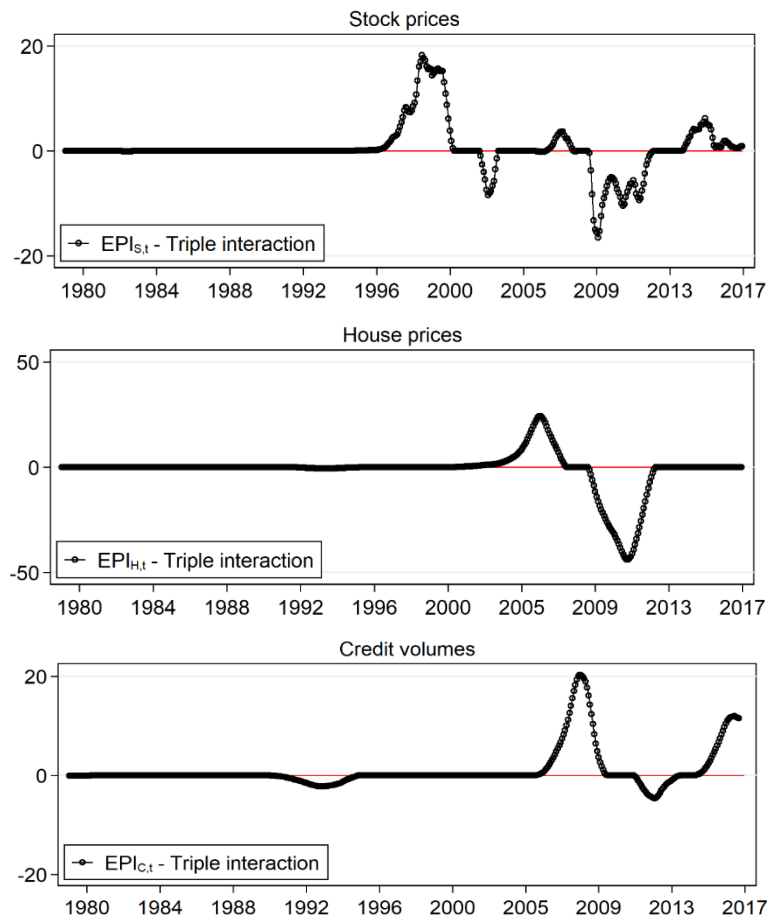 Stock prices
20
0
-20
EPIS,t - Triple interaction
1980 1984 1988 1992 1996 2000 2005 2009 2013 2017
House prices
50
0
-50
EPIH,t - Triple interaction
1980 1984 1988 1992 1996 2000 2005 2009 2013 2017
Credit volumes
20
0
-20
EPIC,t - Triple interaction
1980 1984 1988 1992 1996 2000 2005 2009 2013 2017